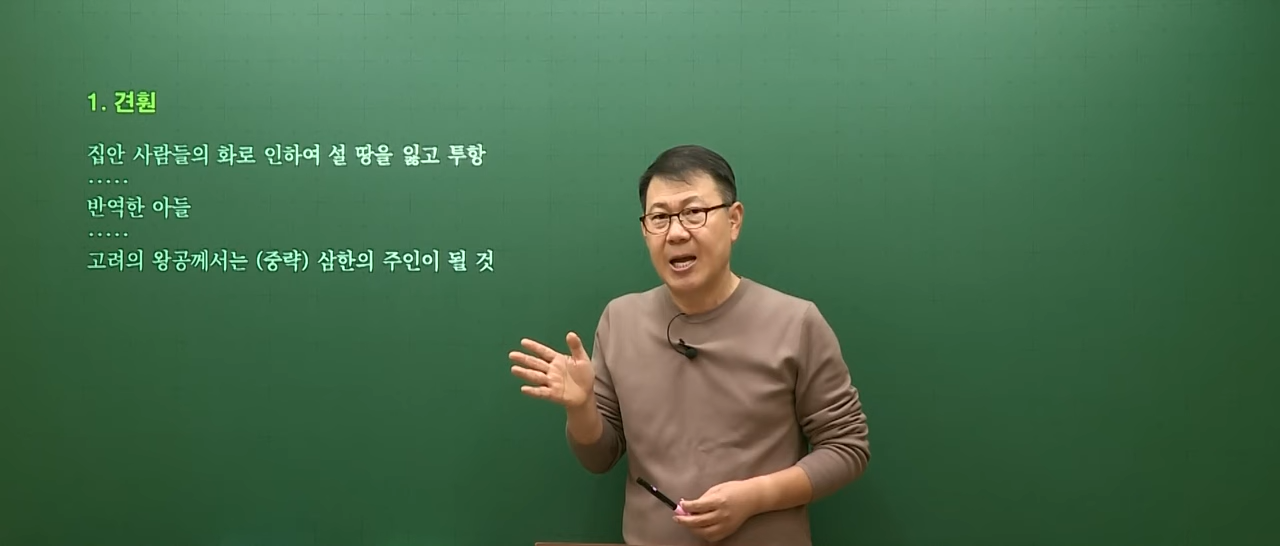 1. 견훤
집안 사람들의 화로 인하여 설 땅을 잃고 투항
.....
반역한 아들
.....
고려의 왕공께서는 (중략) 삼한의 주인이 될 것